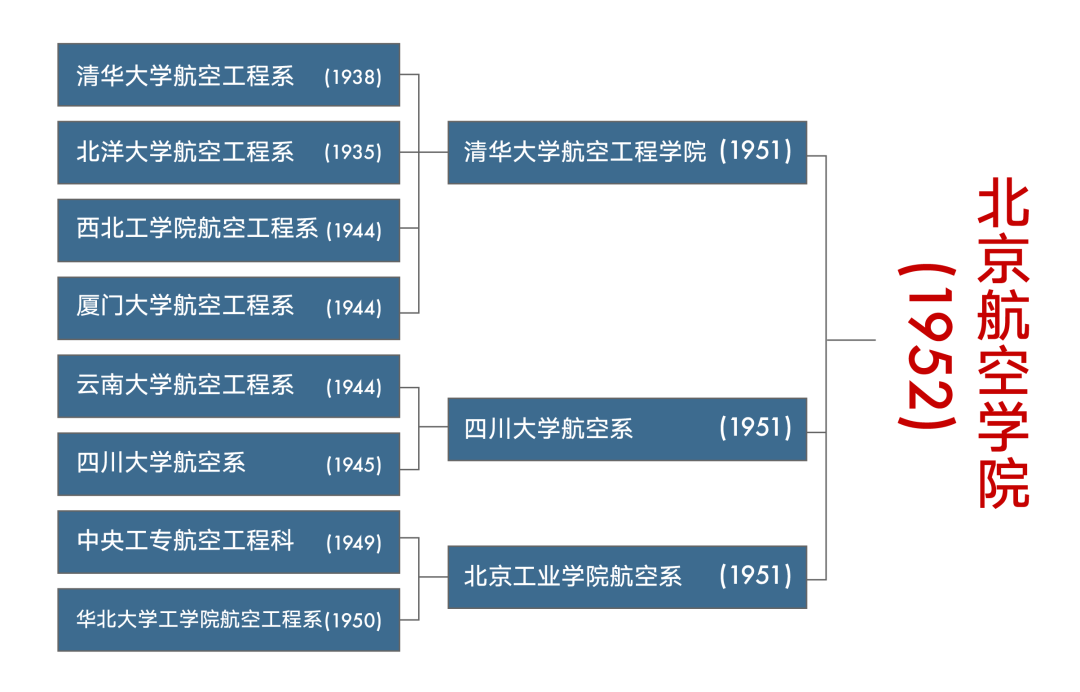 清华大学航空工程系 (1938)
北洋大学航空工程系 (1935)
西北工学院航空工程系 (1944)
厦门大学航空工程系 (1944)
云南大学航空工程系 (1944)
四川大学航空系 (1945)
中央工专航空工程科 (1949)
华北大学工学院航空工程系(1950)
清华大学航空工程学院 (1951)
四川大学航空系 (1951)
北京工业学院航空系 (1951)
北京航空学院
(1952)